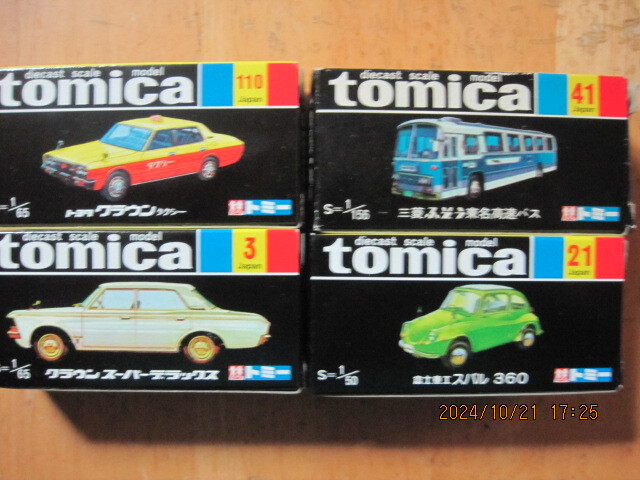 diecast scale model
tomica
110
Japan
タクシー
S=1/65
トヨタ クラウン タクシー
トミー
diecast scale model
tomica
41
Japan
S=1/156
三菱ふそう東名高速バス
トミー
diecast scale model
tomica
3
Japan
S=1/65
クラウン スーパーデラックス
トミー
diecast scale model
tomica
21
Japan
S=1/50
富士重工スバル 360
トミー
2024/10/21 17:25